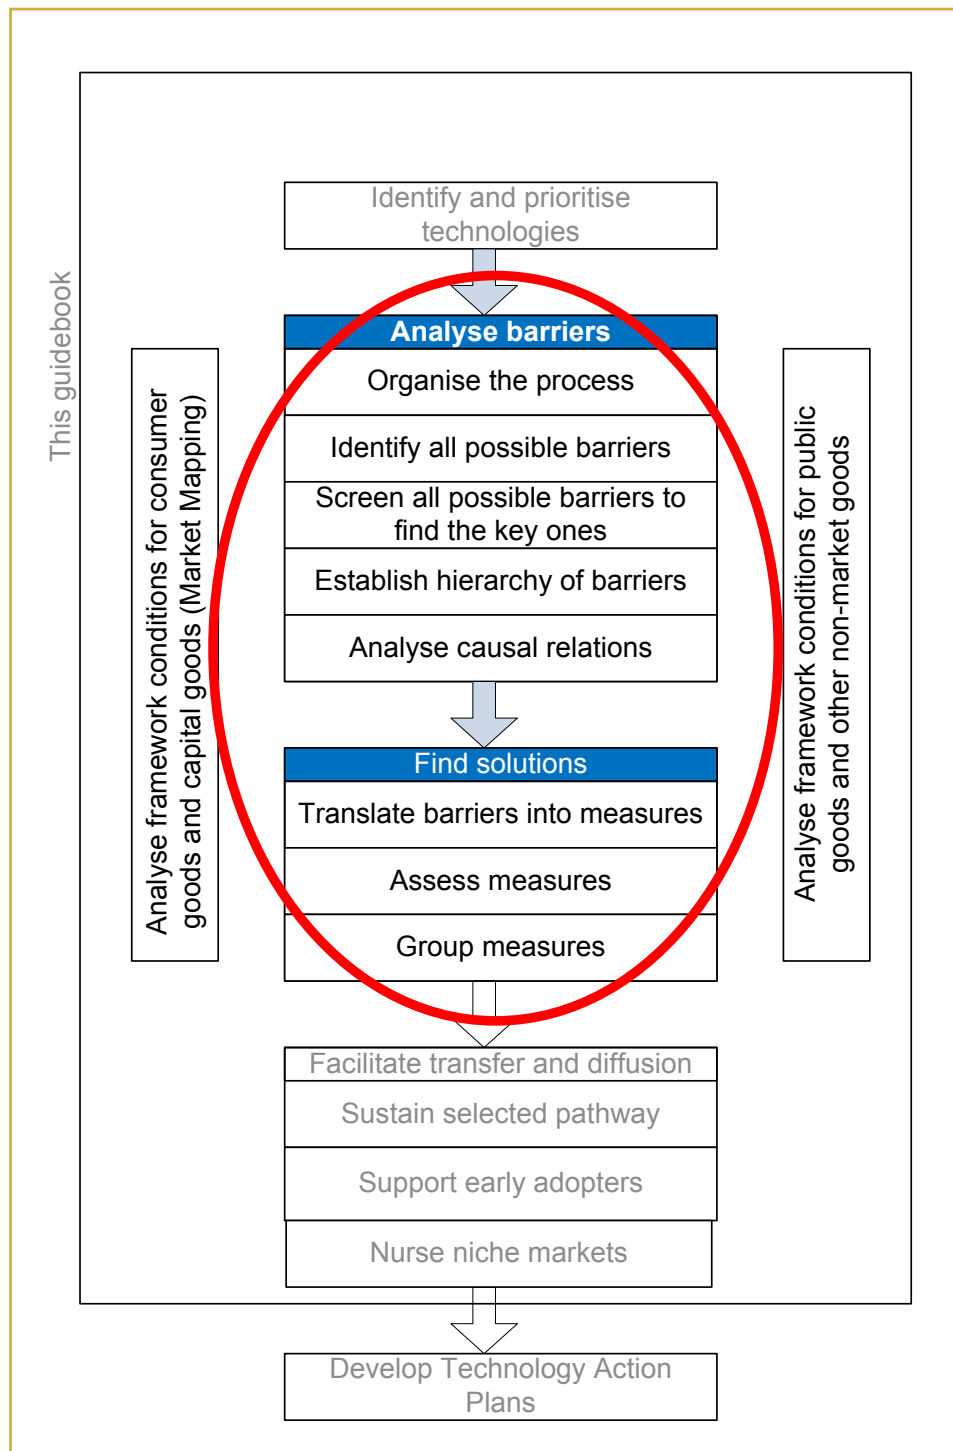 This guidebook
Identify and prioritise
technologies
Analyse framework conditions for consumer
goods and capital goods (Market Mapping)
Analyse barriers
Organise the process
Identify all possible barriers
Screen all possible barriers to
find the key ones
Establish hierarchy of barriers
Analyse causal relations
Find solutions
Translate barriers into measures
Assess measures
Group measures
Analyse framework conditions for public
goods and other non-market goods
Facilitate transfer and diffusion
Sustain selected pathway
Support early adopters
Nurse niche markets
Develop Technology Action
Plans